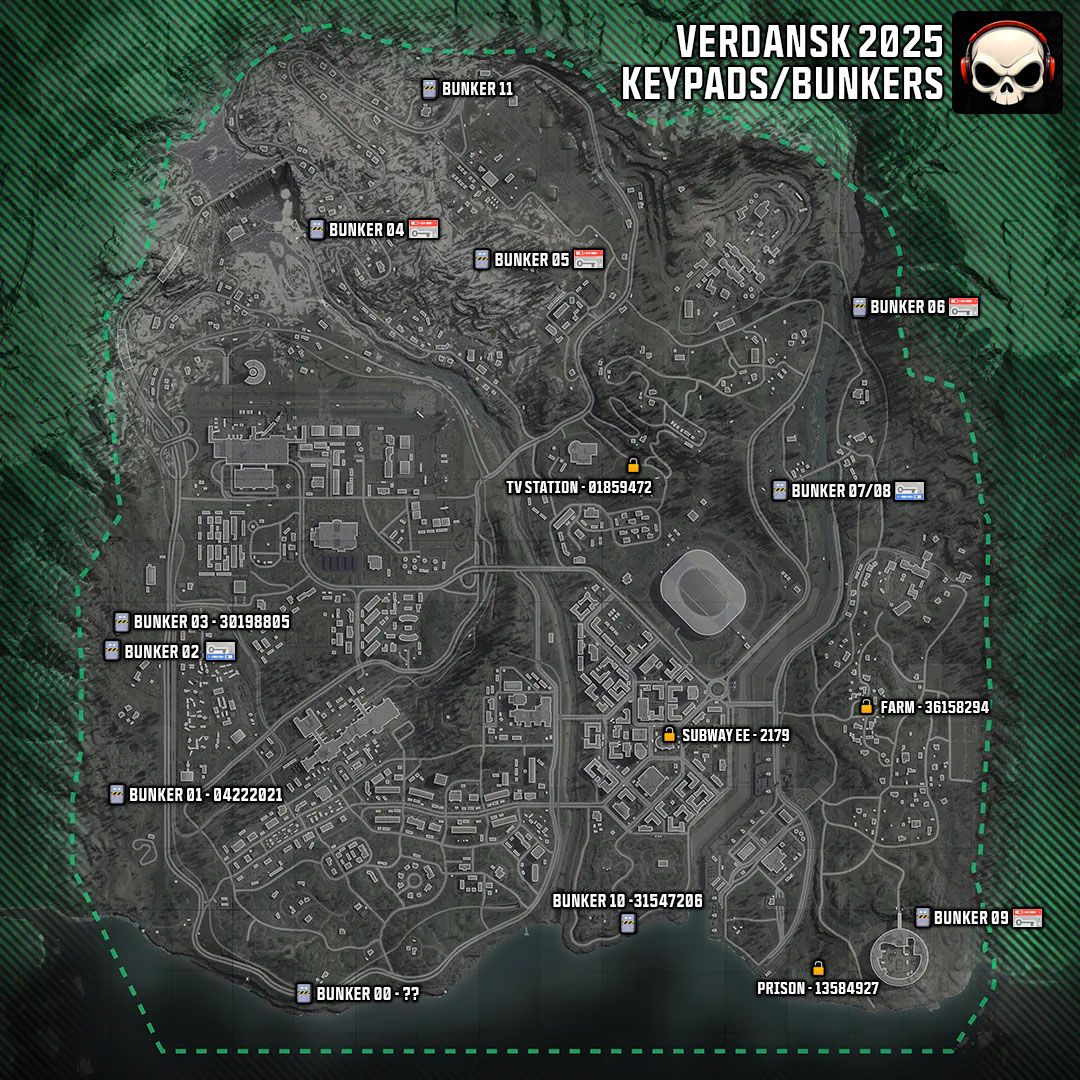 VERDANSK 2025
KEYPADS/BUNKERS
BUNKER 11
BUNKER 04
BUNKER 05
BUNKER 06
TV STATION - 01859472
BUNKER 07/08
BUNKER 03 - 30198805
BUNKER 02
FARM - 36158294
SUBWAY EE - 2179
BUNKER 01 - 04222021
BUNKER 10 -31547206
BUNKER 09
PRISON - 13584927
BUNKER 00 - ??